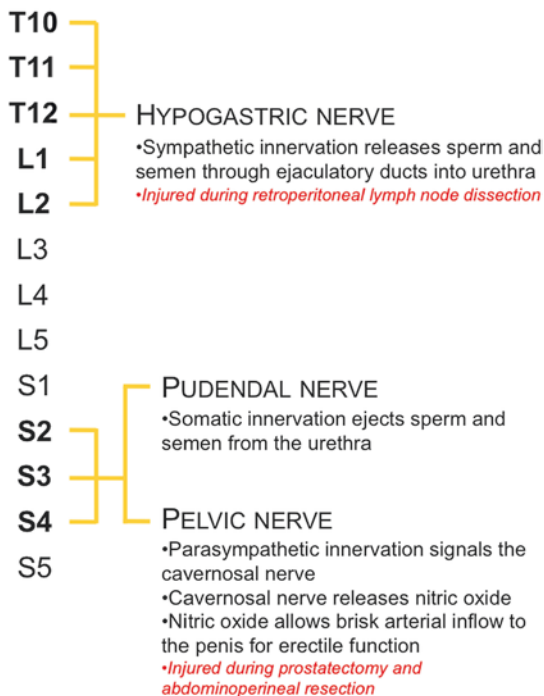 T10
T11
T12
L1
L2
L3
L4
L5
S1
S2
S3
S4
S5
HYPOGASTRIC NERVE
•Sympathetic innervation releases sperm and
semen through ejaculatory ducts into urethra
•Injured during retroperitoneal lymph node dissection
PUDENDAL NERVE
•Somatic innervation ejects sperm and
semen from the urethra
PELVIC NERVE
•Parasympathetic innervation signals the
cavernosal nerve
•Cavernosal nerve releases nitric oxide
•Nitric oxide allows brisk arterial inflow to
the penis for erectile function
•Injured during prostatectomy and
abdominoperineal resection